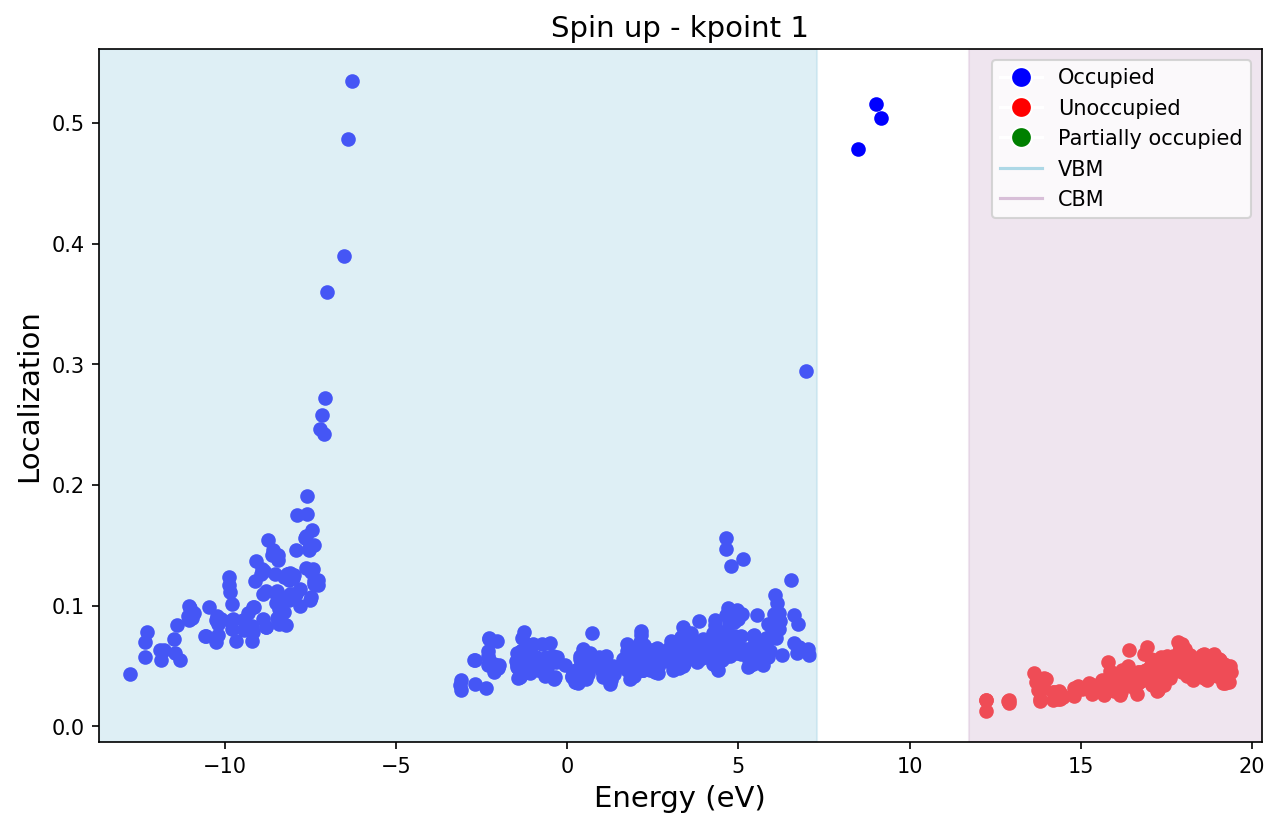 Spin up - kpoint 1
Occupied
Unoccupied
Partially occupied
VBM
CBM
Localization
0.5
0.4
0.3
0.2
0.1
0.0
−10
−5
0
5
10
15
20
Energy (eV)